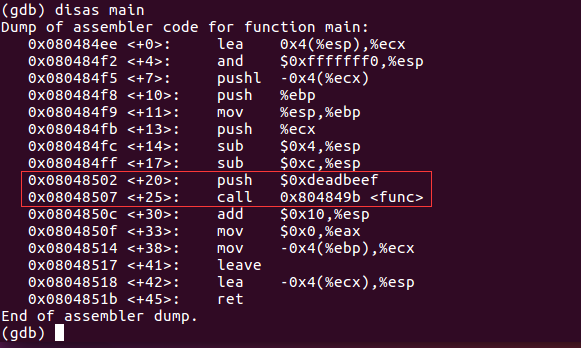 (gdb) disas main
Dump of assembler code for function main:
   0x080484ee <+0>:     lea    0x4(%esp),%ecx
   0x080484f2 <+4>:     and    $0xfffffff0,%esp
   0x080484f5 <+7>:     pushl  -0x4(%ecx)
   0x080484f8 <+10>:    push   %ebp
   0x080484f9 <+11>:    mov    %esp,%ebp
   0x080484fb <+13>:    push   %ecx
   0x080484fc <+14>:    sub    $0x4,%esp
   0x080484ff <+17>:    sub    $0xc,%esp
   0x08048502 <+20>:    push   $0xdeadbeef
   0x08048507 <+25>:    call   0x804849b <func>
   0x0804850c <+30>:    add    $0x10,%esp
   0x0804850f <+33>:    mov    $0x0,%eax
   0x08048514 <+38>:    mov    -0x4(%ebp),%ecx
   0x08048517 <+41>:    leave
   0x08048518 <+42>:    lea    -0x4(%ecx),%esp
   0x0804851b <+45>:    ret
End of assembler dump.
(gdb)